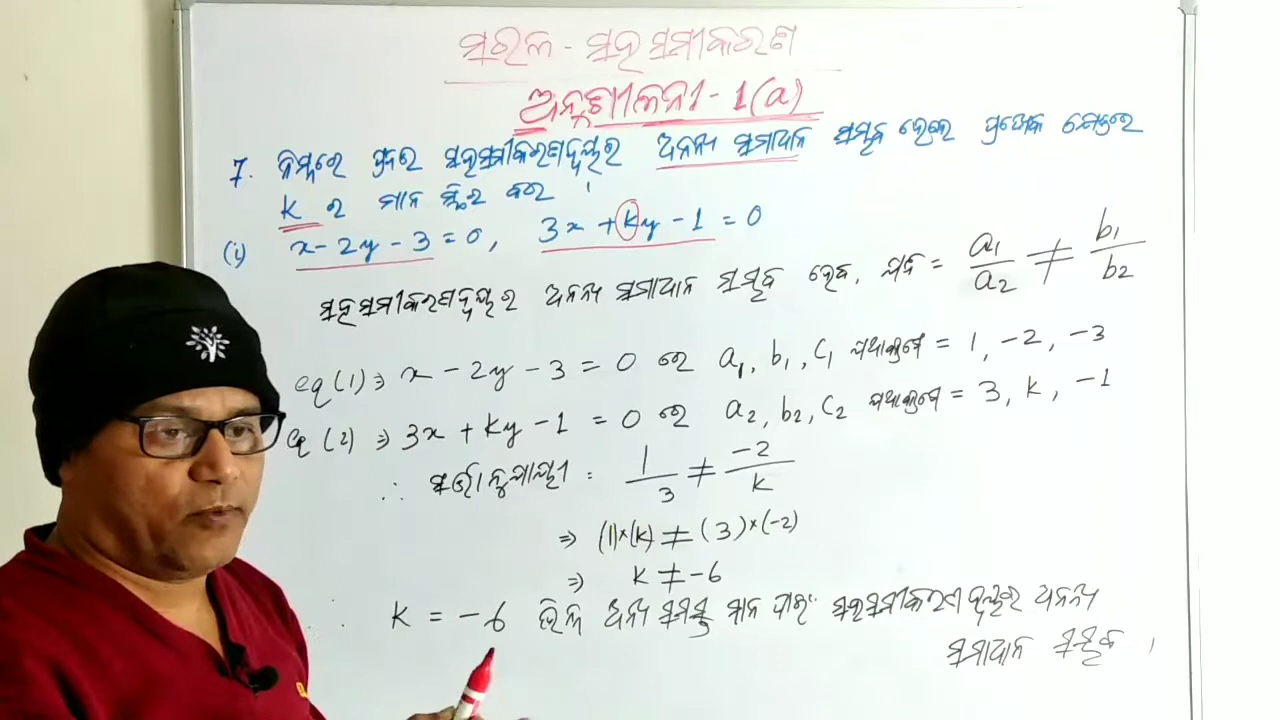 ସରଳ - ସହସମୀକରଣ
ଅନୁଶୀଳନୀ - 1(a)
7. ନିମ୍ନରେ ପ୍ରଦତ୍ତ ସହସମୀକରଣଦ୍ୱୟର ଅନନ୍ୟ ସମାଧାନ ସମ୍ଭବ ହେଲେ ପ୍ରତ୍ୟେକ କ୍ଷେତ୍ରରେ
K ର ମାନ ସ୍ଥିର କର ।
(i) x - 2y - 3 = 0, 3x + ky - 1 = 0
ସହସମୀକରଣଦ୍ୱୟର ଅନନ୍ୟ ସମାଧାନ ସମ୍ଭବ ହେବ, ଯଦି = a₁/a₂ ≠ b₁/b₂
eq (1) ⇒ x - 2y - 3 = 0 ରେ a₁, b₁, c₁ ଯଥାକ୍ରମେ = 1, -2, -3
eq (2) ⇒ 3x + ky - 1 = 0 ରେ a₂, b₂, c₂ ଯଥାକ୍ରମେ = 3, k, -1
∴ ସର୍ତ୍ତାନୁଯାୟୀ : 1/3 ≠ -2/k
⇒ (1)×(k) ≠ (3)×(-2)
⇒ k ≠ -6
∴ K = -6 ଭିନ୍ନ ଅନ୍ୟ ସମସ୍ତ ମାନ ପାଇଁ ସହସମୀକରଣଦ୍ୱୟର ଅନନ୍ୟ
ସମାଧାନ ସମ୍ଭବ ।